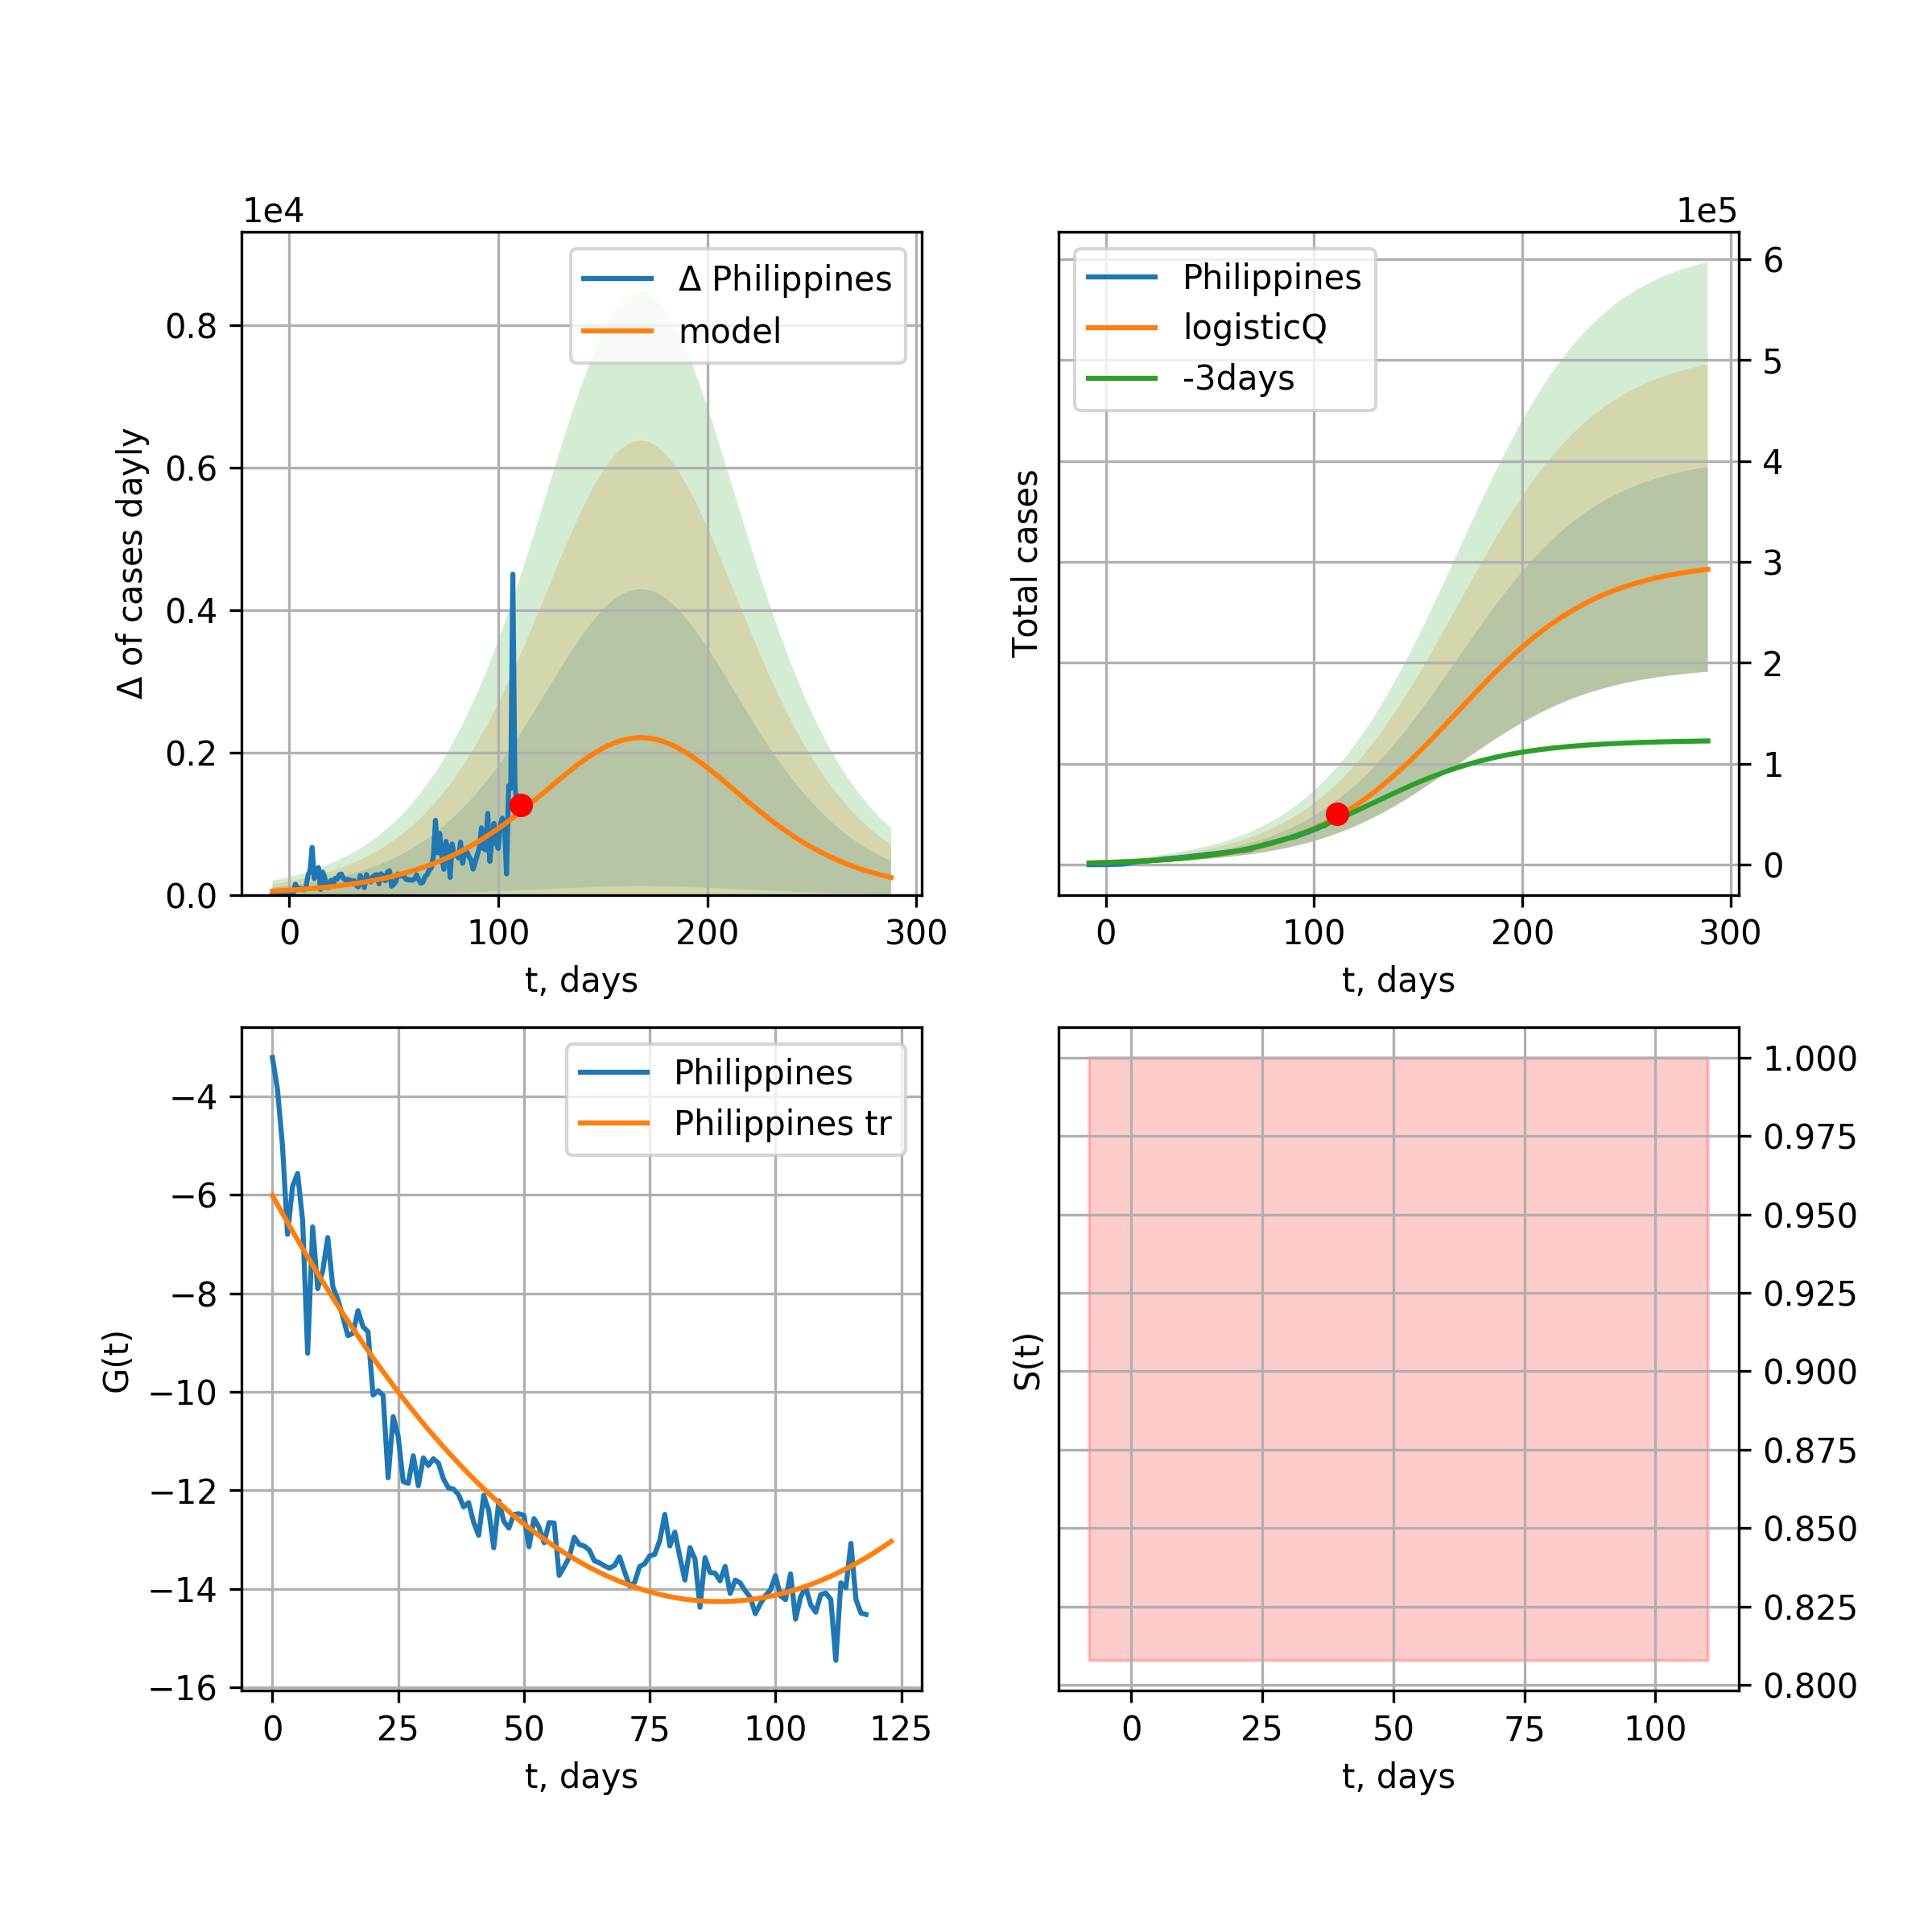 1e4
Δ Philippines
model
0.8
0.6
0.4
0.2
0.0
Δ of cases dayly
0
100
200
300
t, days
1e5
Philippines
logisticQ
-3days
6
5
4
3
2
1
0
Total cases
0
100
200
300
t, days
Philippines
Philippines tr
−4
−6
−8
−10
−12
−14
−16
G(t)
0
25
50
75
100
125
t, days
1.000
0.975
0.950
0.925
0.900
0.875
0.850
0.825
0.800
S(t)
0
25
50
75
100
t, days